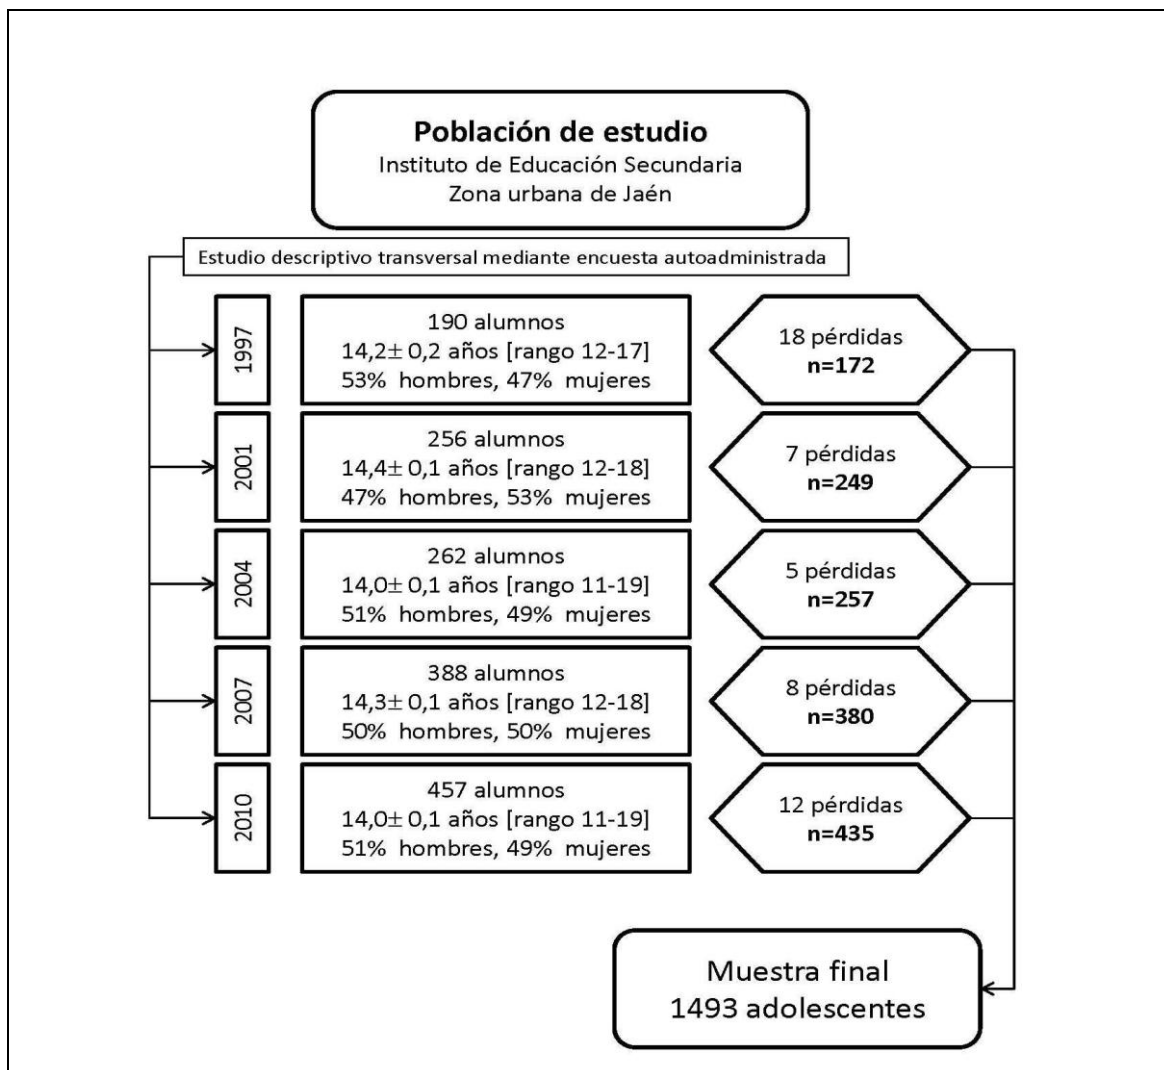 Población de estudio
Instituto de Educación Secundaria
Zona urbana de Jaén
Estudio descriptivo transversal mediante encuesta autoadministrada
1997
190 alumnos
14,2± 0,2 años [rango 12-17]
53% hombres, 47% mujeres
18 pérdidas
n=172
2001
256 alumnos
14,4± 0,1 años [rango 12-18]
47% hombres, 53% mujeres
7 pérdidas
n=249
2004
262 alumnos
14,0± 0,1 años [rango 11-19]
51% hombres, 49% mujeres
5 pérdidas
n=257
2007
388 alumnos
14,3± 0,1 años [rango 12-18]
50% hombres, 50% mujeres
8 pérdidas
n=380
2010
457 alumnos
14,0± 0,1 años [rango 11-19]
51% hombres, 49% mujeres
12 pérdidas
n=435
Muestra final
1493 adolescentes